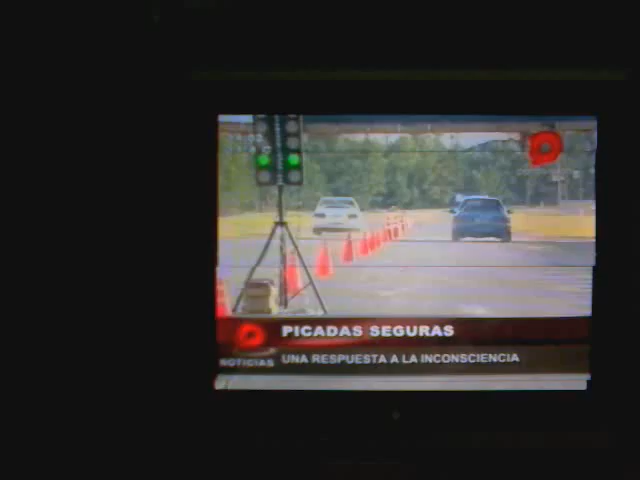 PICADAS SEGURAS
NOTICIAS
UNA RESPUESTA A LA INCONSCIENCIA